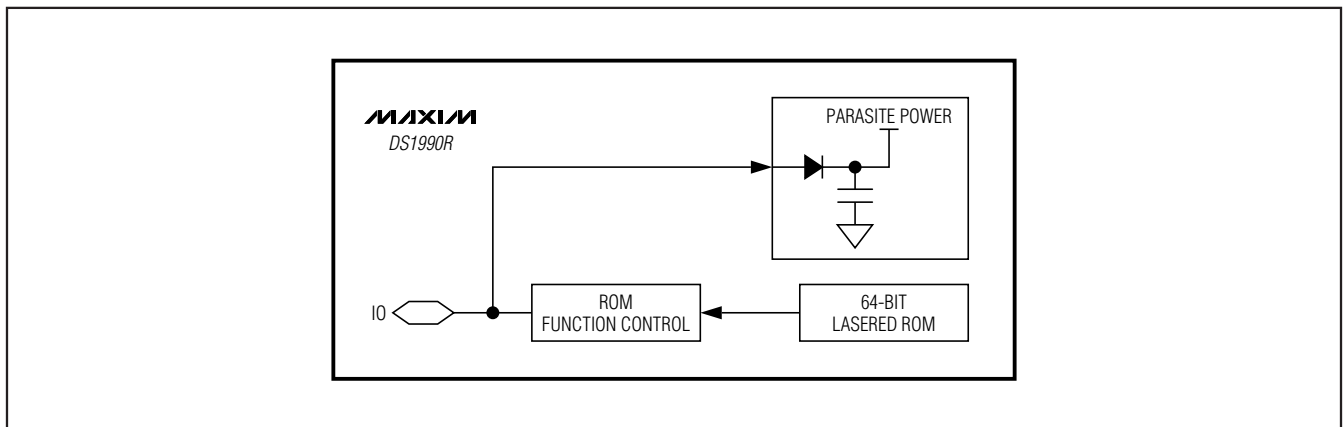 MAXIM
DS1990R
PARASITE POWER
IO
ROM
FUNCTION CONTROL
64-BIT
LASERED ROM